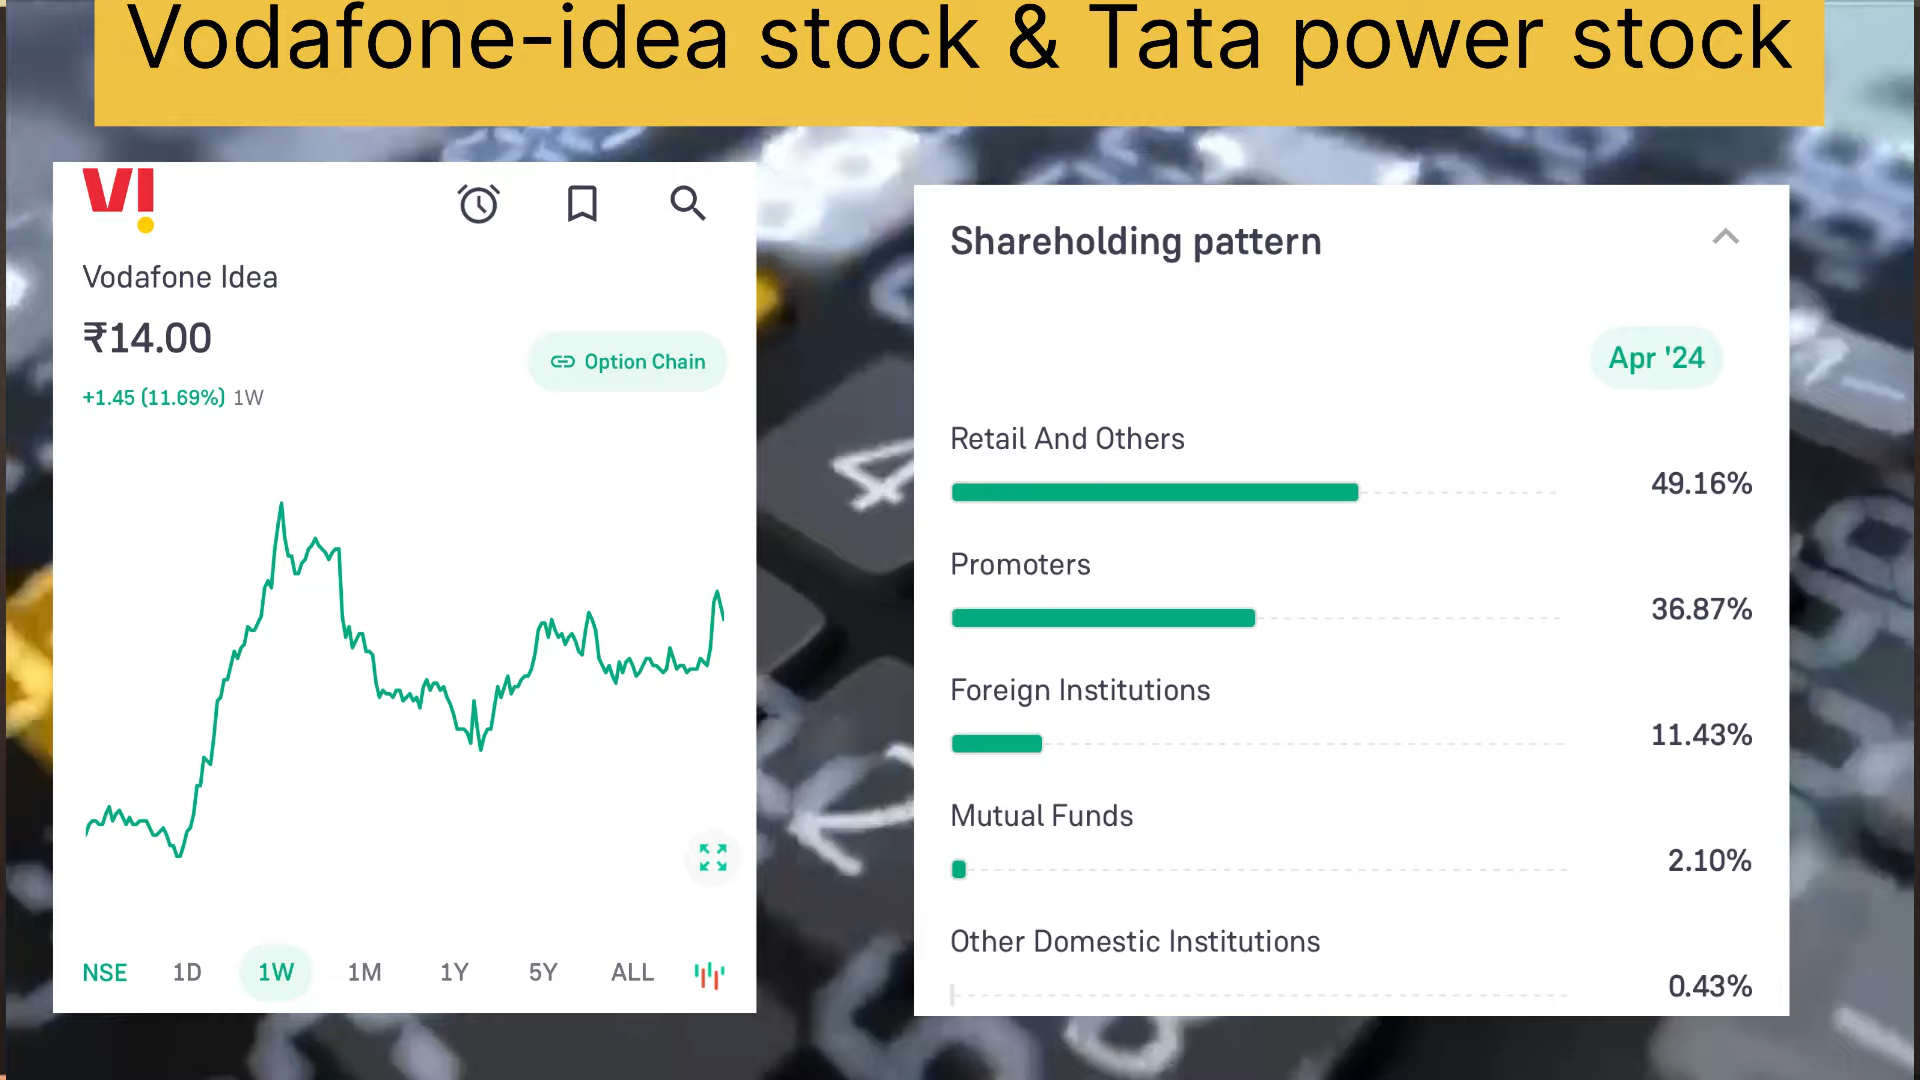 Vodafone-idea stock & Tata power stock
VI
Vodafone Idea
₹14.00
Option Chain
+1.45 (11.69%) 1W
NSE 1D 1W 1M 1Y 5Y ALL
Shareholding pattern
Apr '24
Retail And Others
49.16%
Promoters
36.87%
Foreign Institutions
11.43%
Mutual Funds
2.10%
Other Domestic Institutions
0.43%
4